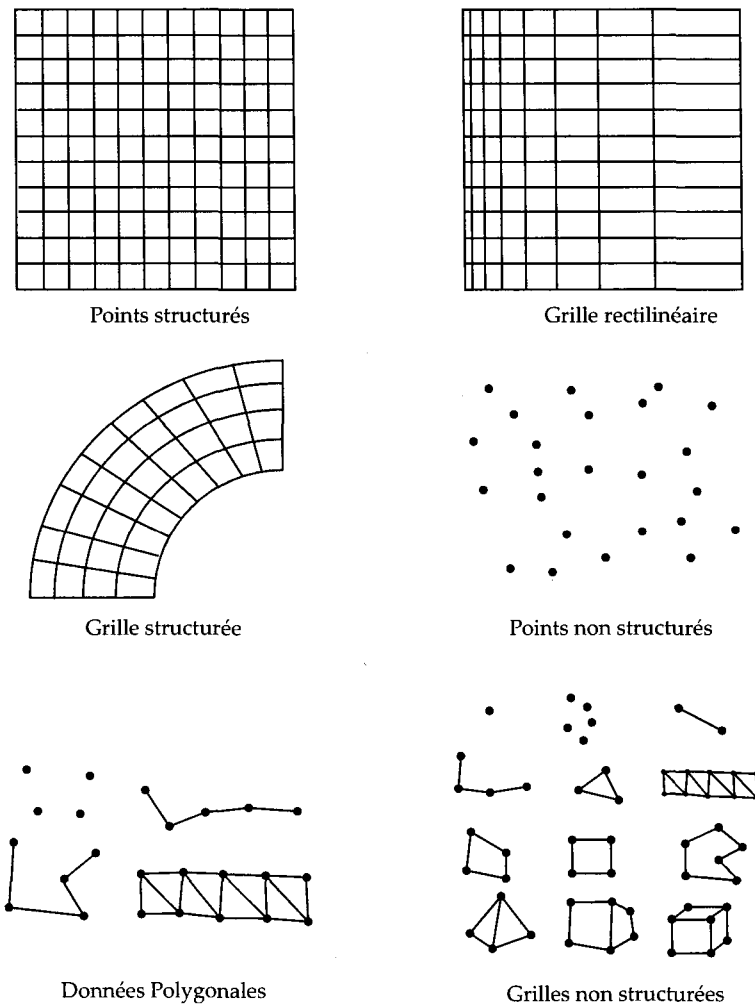 Points structurés
Grille rectilinéaire
Grille structurée
Points non structurés
Données Polygonales
Grilles non structurées